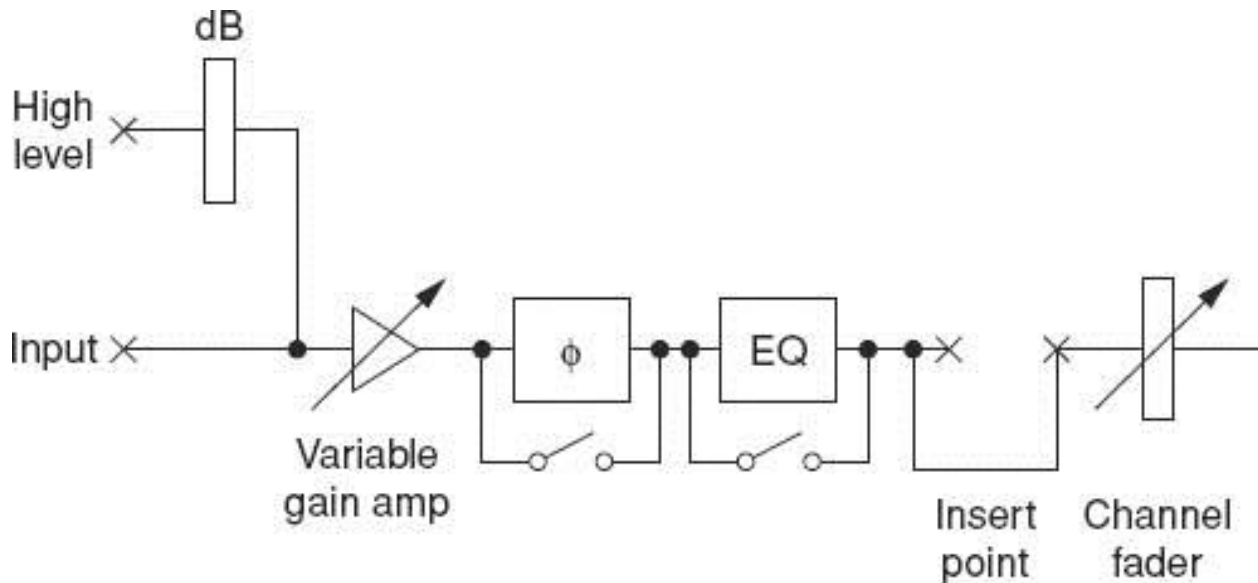 dB
High
level
Input
ϕ
EQ
Variable
gain amp
Insert
point
Channel
fader